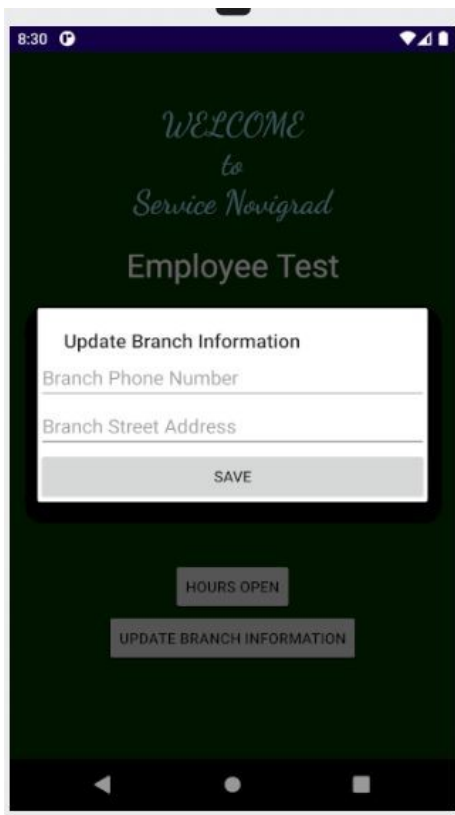 8:30
WELCOME
to
Service Novigrad
Employee Test
Update Branch Information
Branch Phone Number
Branch Street Address
SAVE
HOURS OPEN
UPDATE BRANCH INFORMATION